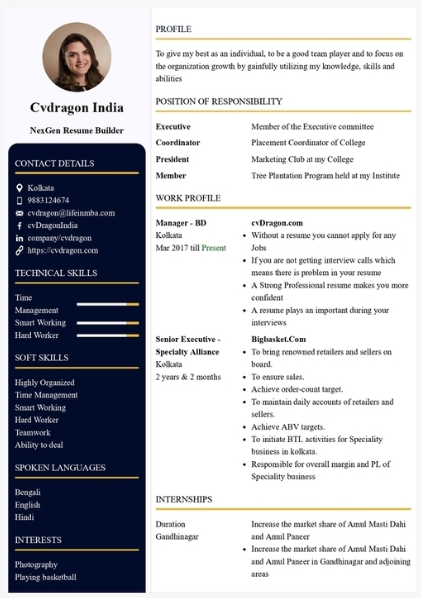 Cvdragon India
NexGen Resume Builder
CONTACT DETAILS
Kolkata
9883124674
cvdragon@lifeinmba.com
cvDragonIndia
company/cvdragon
https://cvdragon.com
TECHNICAL SKILLS
Time
Management
Smart Working
Hard Worker
SOFT SKILLS
Highly Organized
Time Management
Smart Working
Hard Worker
Teamwork
Ability to deal
SPOKEN LANGUAGES
Bengali
English
Hindi
INTERESTS
Photography
Playing basketball
PROFILE
To give my best as an individual, to be a good team player and to focus on
the organization growth by gainfully utilizing my knowledge, skills and
abilities
POSITION OF RESPONSIBILITY
Executive Member of the Executive committee
Coordinator Placement Coordinator of College
President Marketing Club at my College
Member Tree Plantation Program held at my Institute
WORK PROFILE
Manager - BD
Kolkata
Mar 2017 till Present
cvDragon.com
• Without a resume you cannot apply for any
Jobs
• If you are not getting interview calls which
means there is problem in your resume
• A Strong Professional resume makes you more
confident
• A resume plays an important during your
interviews
Senior Executive -
Specialty Alliance
Kolkata
2 years & 2 months
Bigbasket.Com
• To bring renowned retailers and sellers on
board.
• To ensure sales.
• Achieve order-count target.
• To maintain daily accounts of retailers and
sellers.
• Achieve ABV targets.
• To initiate BTL activities for Speciality
business in kolkata.
• Responsible for overall margin and PL of
Speciality business
INTERNSHIPS
Duration
Gandhinagar
Increase the market share of Amul Masti Dahi
and Amul Paneer
• Increase the market share of Amul Masti Dahi
and Amul Paneer in Gandhinagar and adjoining
areas